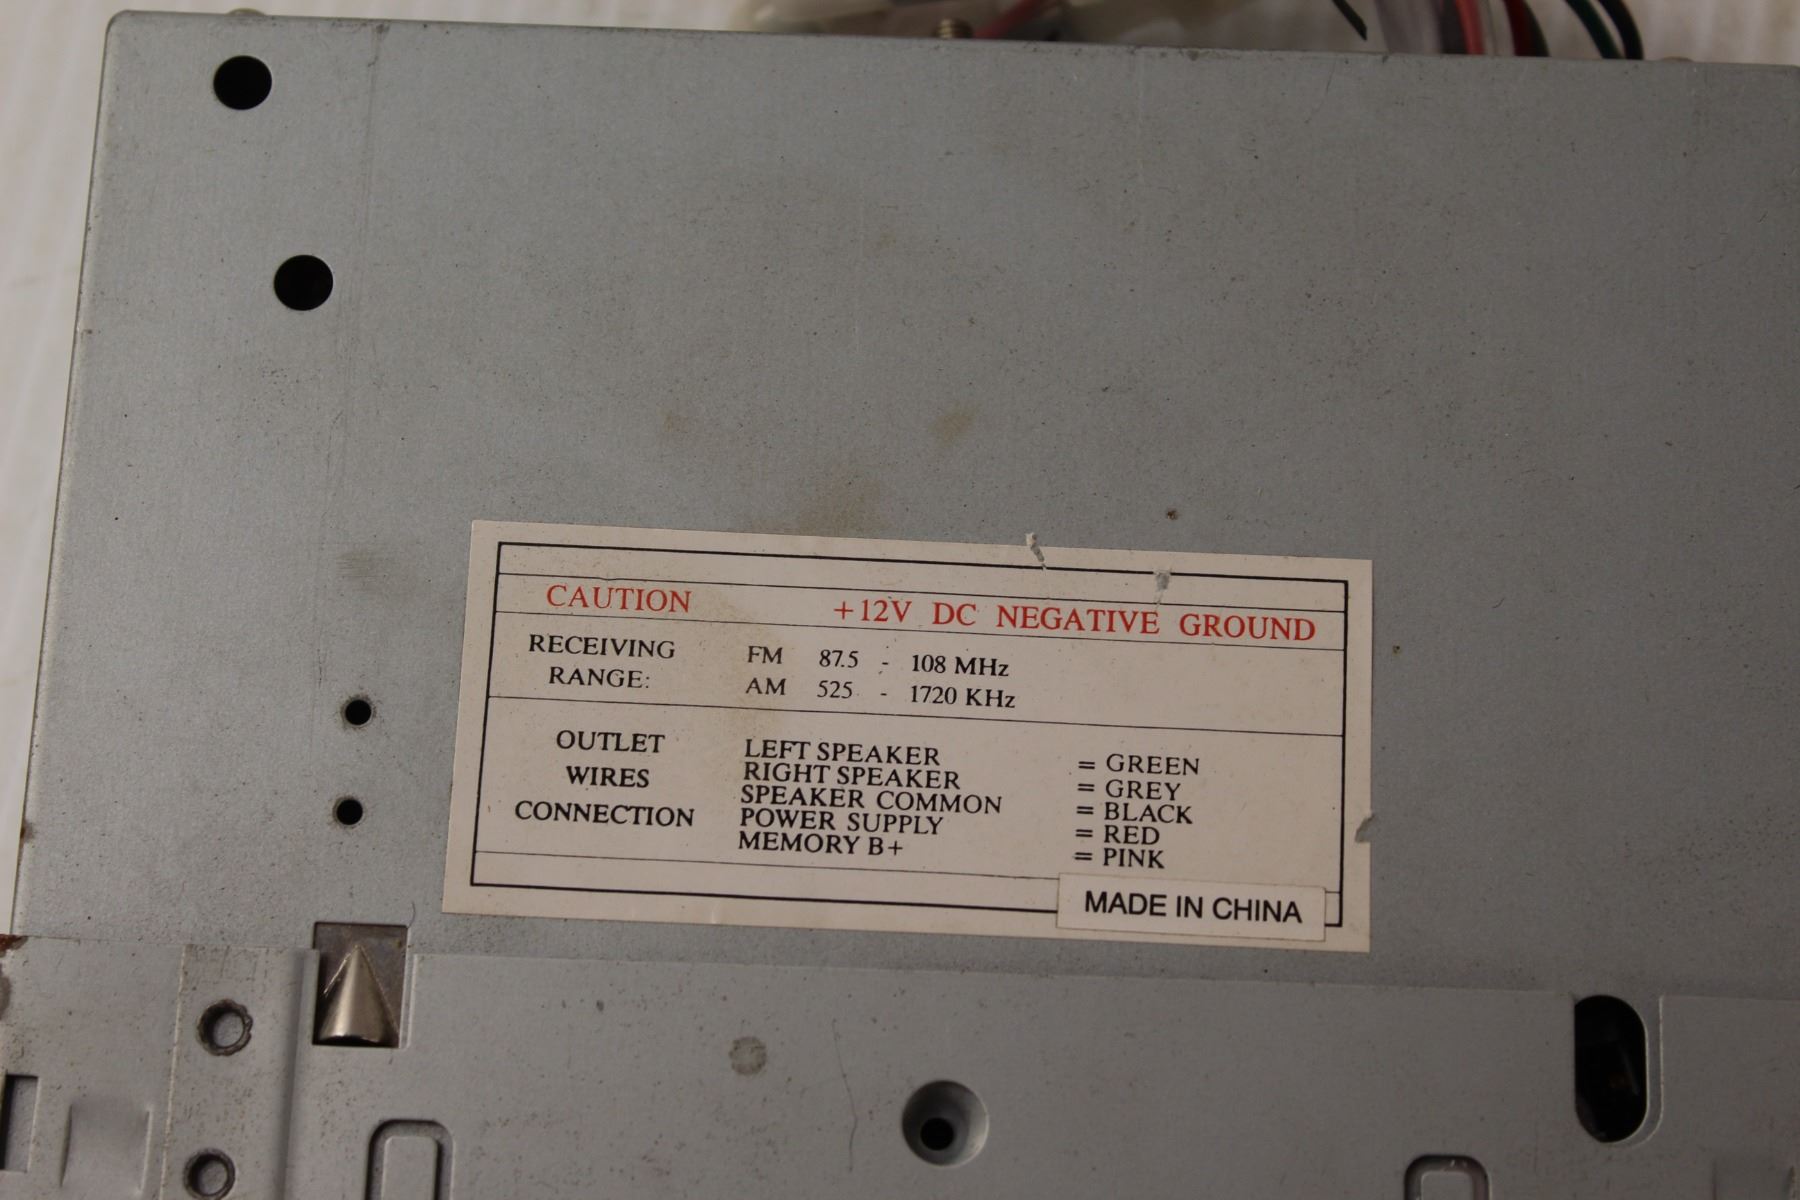 CAUTION +12V DC NEGATIVE GROUND
RECEIVING RANGE:
FM 87.5 - 108 MHz
AM 525 - 1720 KHz
OUTLET WIRES CONNECTION
LEFT SPEAKER = GREEN
RIGHT SPEAKER = GREY
SPEAKER COMMON = BLACK
POWER SUPPLY = RED
MEMORY B+ = PINK
MADE IN CHINA